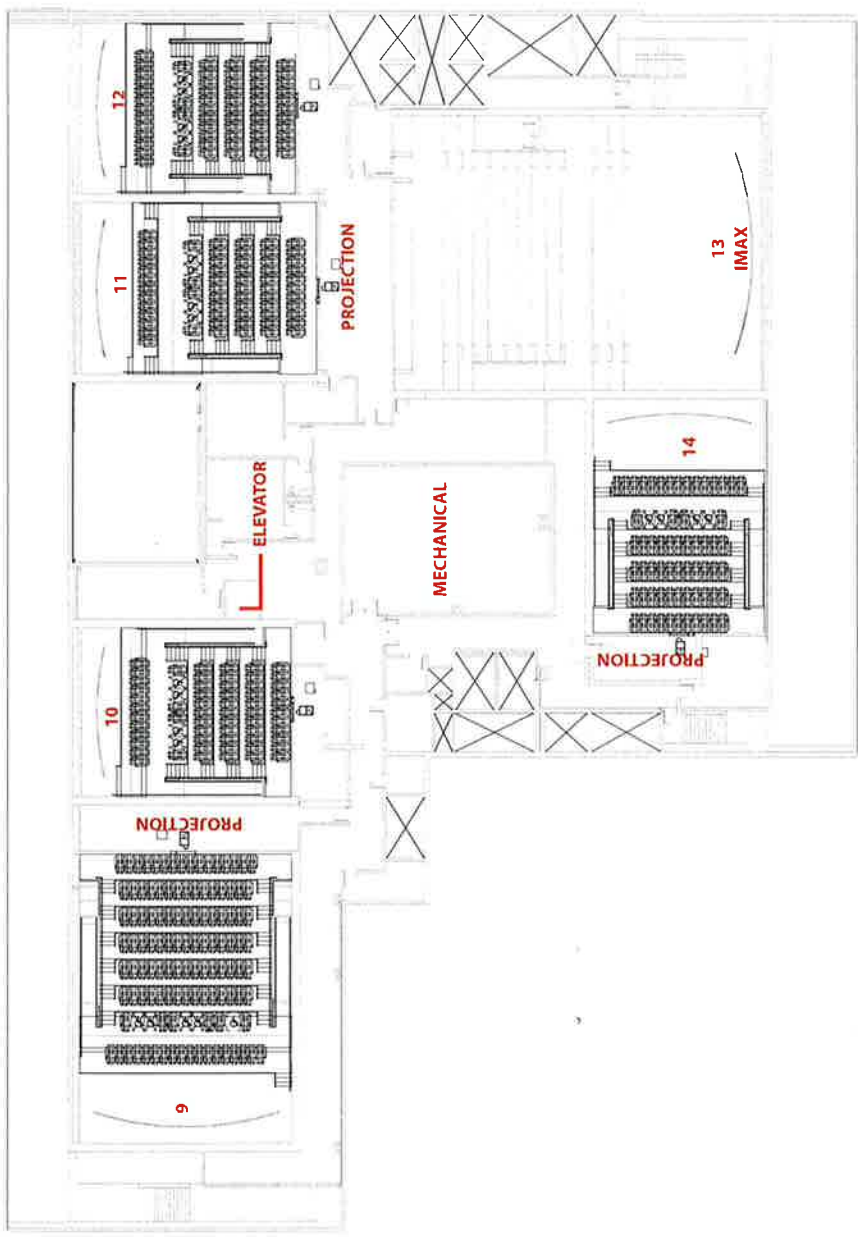 12
11
PROJECTION
13
IMAX
ELEVATOR
14
MECHANICAL
PROJECTION
10
PROJECTION
9